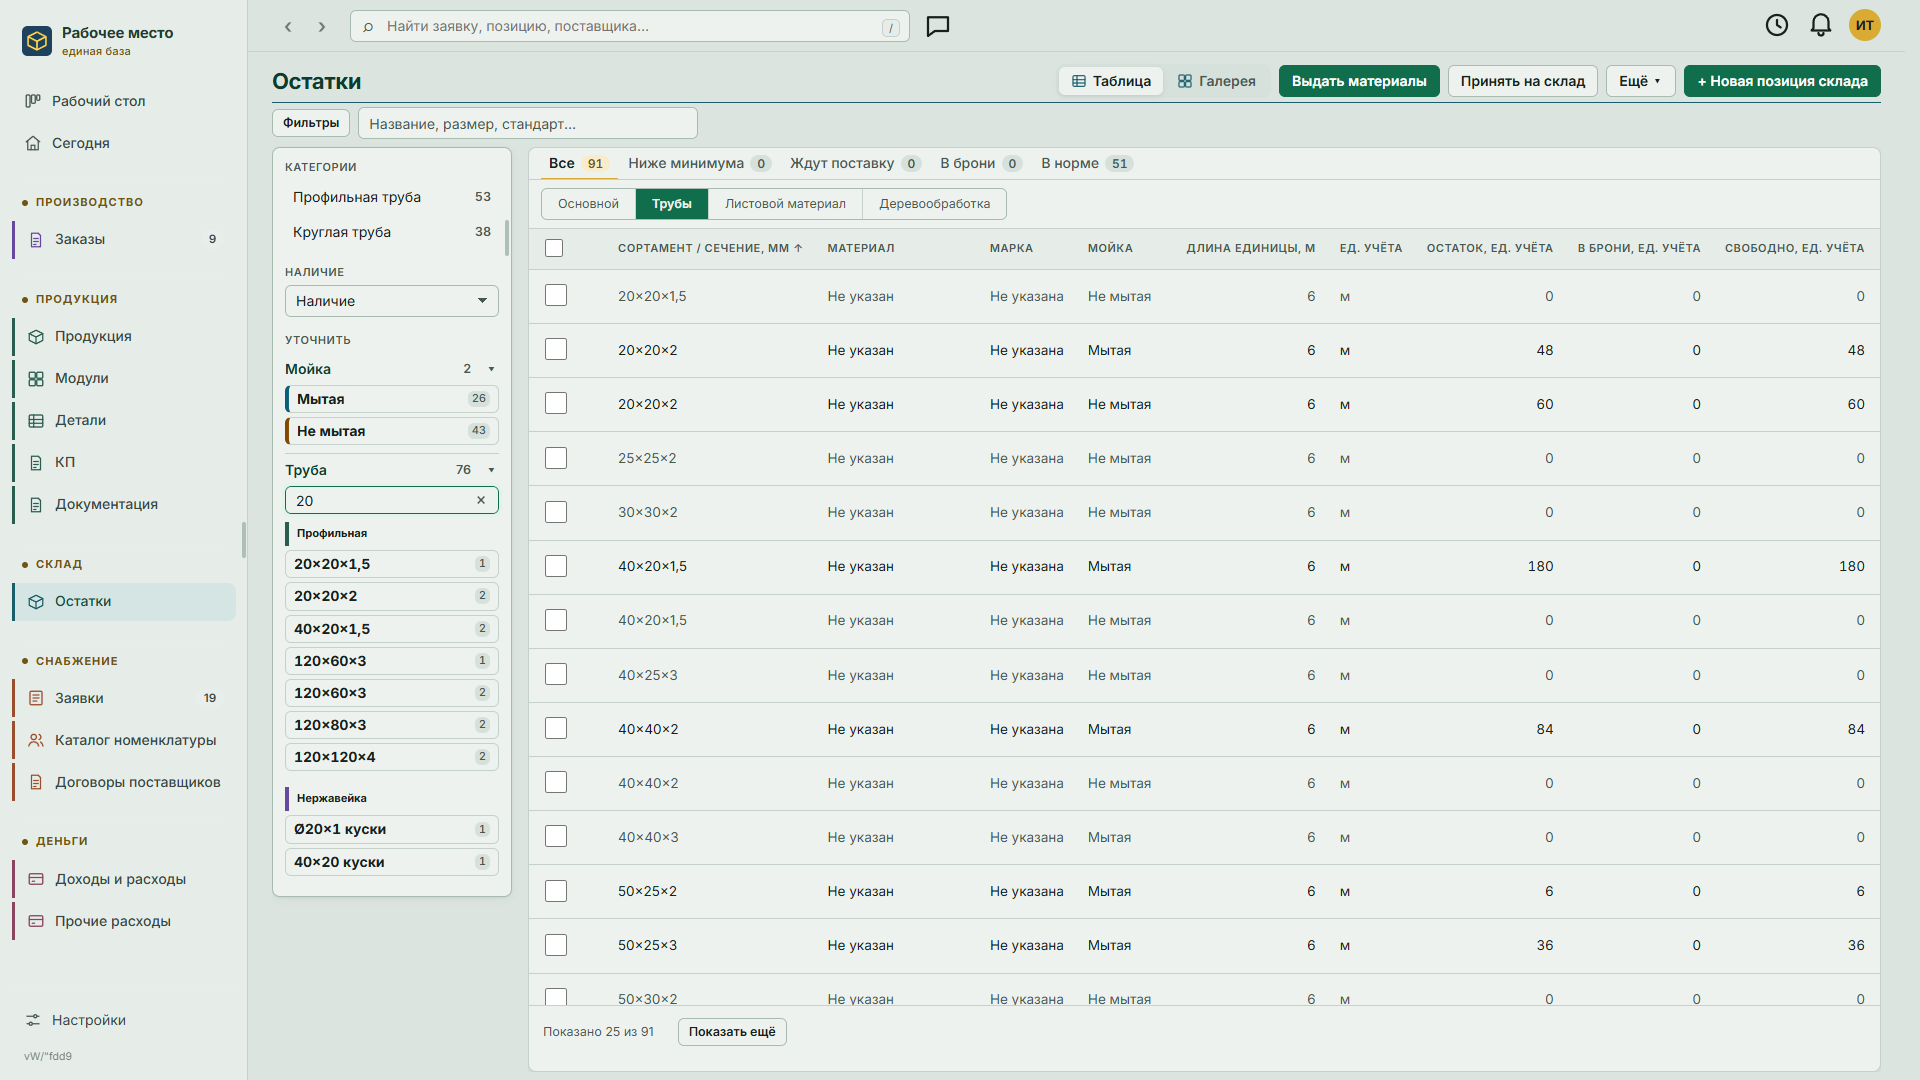 Рабочее место
единая база
Рабочий стол
Сегодня
ПРОИЗВОДСТВО
Заказы 9
ПРОДУКЦИЯ
Продукция
Модули
Детали
КП
Документация
СКЛАД
Остатки
СНАБЖЕНИЕ
Заявки 19
Каталог номенклатуры
Договоры поставщиков
ДЕНЬГИ
Доходы и расходы
Прочие расходы
Настройки
vW/"fdd9
Найти заявку, позицию, поставщика... /
ИТ
Остатки
Таблица
Галерея
Выдать материалы
Принять на склад
Ещё
+ Новая позиция склада
Фильтры
Название, размер, стандарт...
КАТЕГОРИИ
Профильная труба 53
Круглая труба 38
НАЛИЧИЕ
Наличие
УТОЧНИТЬ
Мойка 2
Мытая 26
Не мытая 43
Труба 76
20
Профильная
20×20×1,5 1
20×20×2 2
40×20×1,5 2
120×60×3 1
120×60×3 2
120×80×3 2
120×120×4 2
Нержавейка
Ø20×1 куски 1
40×20 куски 1
Все 91
Ниже минимума 0
Ждут поставку 0
В брони 0
В норме 51
Основной
Трубы
Листовой материал
Деревообработка
СОРТАМЕНТ / СЕЧЕНИЕ, ММ ↑ МАТЕРИАЛ МАРКА МОЙКА ДЛИНА ЕДИНИЦЫ, М ЕД. УЧЁТА ОСТАТОК, ЕД. УЧЁТА В БРОНИ, ЕД. УЧЁТА СВОБОДНО, ЕД. УЧЁТА
20×20×1,5 Не указан Не указана Не мытая 6 м 0 0 0
20×20×2 Не указан Не указана Мытая 6 м 48 0 48
20×20×2 Не указан Не указана Не мытая 6 м 60 0 60
25×25×2 Не указан Не указана Не мытая 6 м 0 0 0
30×30×2 Не указан Не указана Не мытая 6 м 0 0 0
40×20×1,5 Не указан Не указана Мытая 6 м 180 0 180
40×20×1,5 Не указан Не указана Не мытая 6 м 0 0 0
40×25×3 Не указан Не указана Не мытая 6 м 0 0 0
40×40×2 Не указан Не указана Мытая 6 м 84 0 84
40×40×2 Не указан Не указана Не мытая 6 м 0 0 0
40×40×3 Не указан Не указана Мытая 6 м 0 0 0
50×25×2 Не указан Не указана Мытая 6 м 6 0 6
50×25×3 Не указан Не указана Мытая 6 м 36 0 36
50×30×2 Не указан Не указана Не мытая 6 м 0 0 0
Показано 25 из 91
Показать ещё